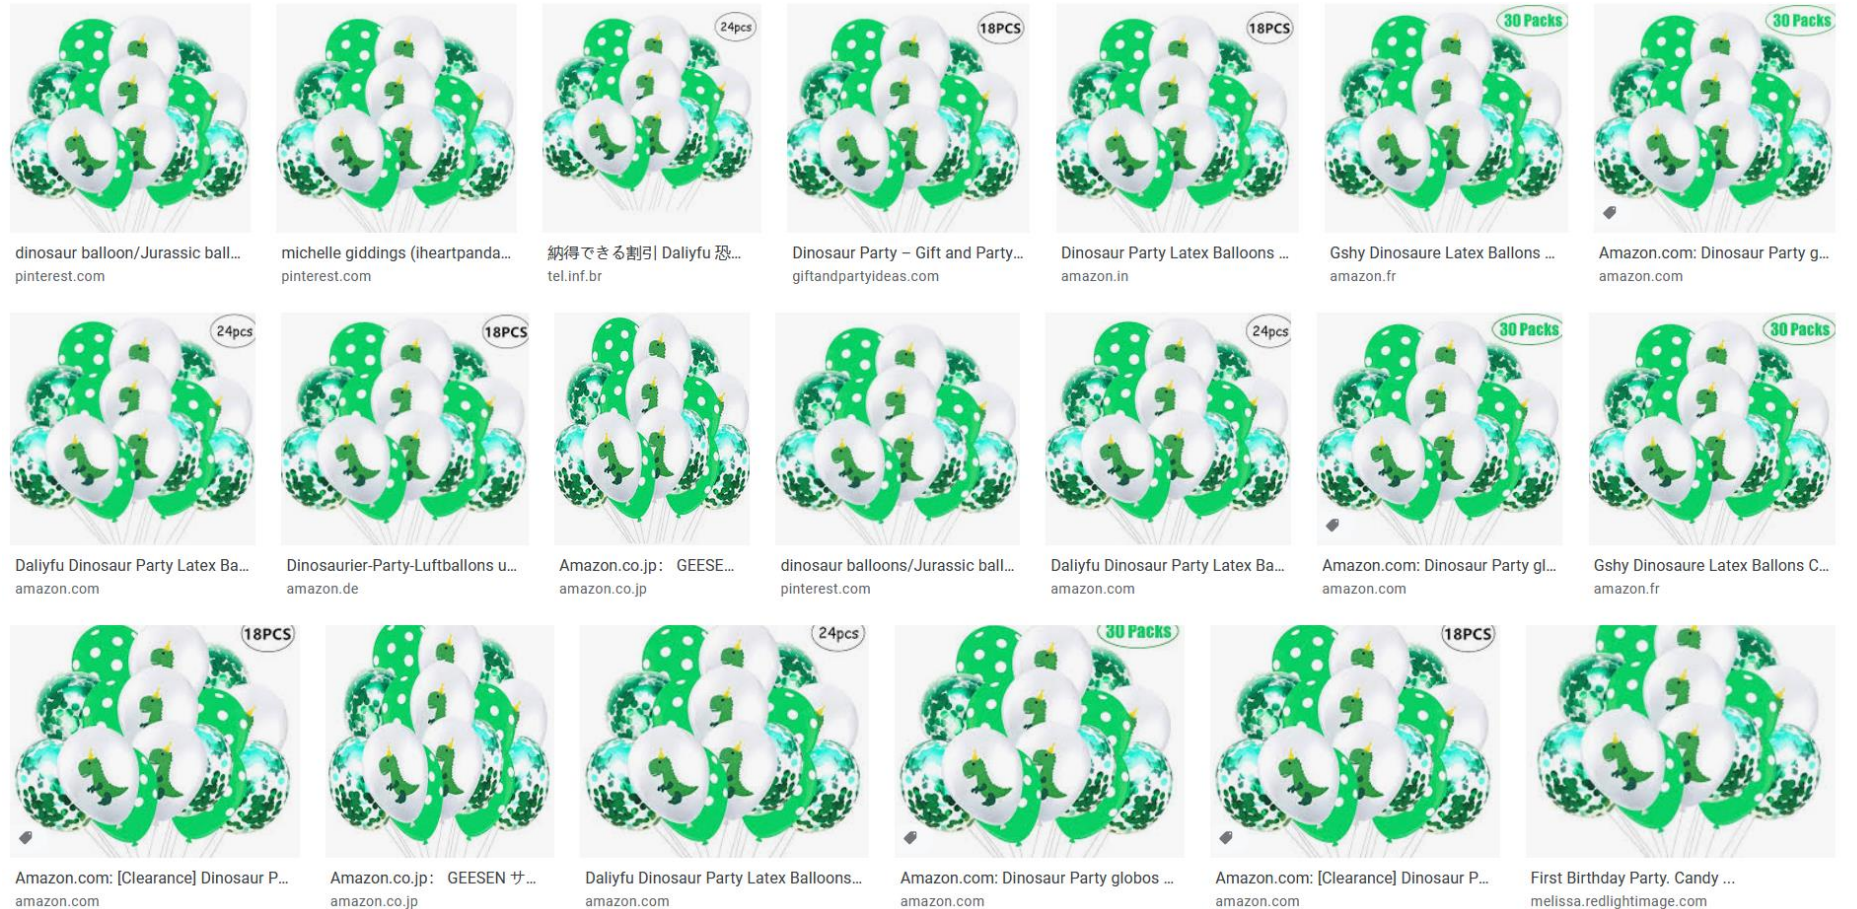 24pcs
18PCS
18PCS
30 Packs
30 Packs
dinosaur balloon/Jurassic ball...
michelle giddings (iheartpanda...
納得できる割引 Daliyfu 恐...
Dinosaur Party – Gift and Party...
Dinosaur Party Latex Balloons ...
Gshy Dinosaure Latex Ballons ...
Amazon.com: Dinosaur Party g...
pinterest.com
pinterest.com
tel.inf.br
giftandpartyideas.com
amazon.in
amazon.fr
amazon.com
24pcs
18PCS
24pcs
30 Packs
30 Packs
Daliyfu Dinosaur Party Latex Ba...
Dinosaurier-Party-Luftballons u...
Amazon.co.jp： GEESE...
dinosaur balloons/Jurassic ball...
Daliyfu Dinosaur Party Latex Ba...
Amazon.com: Dinosaur Party gl...
Gshy Dinosaure Latex Ballons C...
amazon.com
amazon.de
amazon.co.jp
pinterest.com
amazon.com
amazon.com
amazon.fr
18PCS
24pcs
30 Packs
18PCS
Amazon.com: [Clearance] Dinosaur P...
Amazon.co.jp： GEESEN サ...
Daliyfu Dinosaur Party Latex Balloons...
Amazon.com: Dinosaur Party globos ...
Amazon.com: [Clearance] Dinosaur P...
First Birthday Party. Candy ...
amazon.com
amazon.co.jp
amazon.com
amazon.com
amazon.com
melissa.redlightimage.com